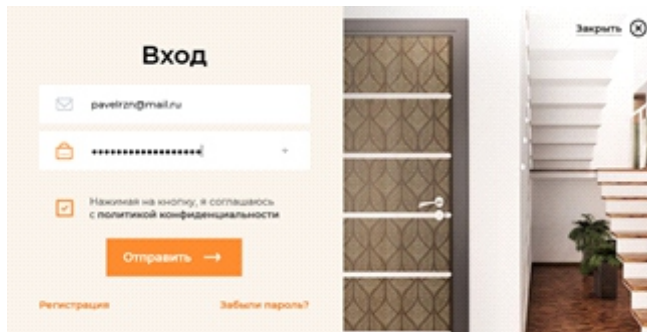 Вход
Закрыть
pavelrzn@mail.ru
Нажимая на кнопку, я соглашаюсь
с политикой конфиденциальности
Отправить →
Регистрация
Забыли пароль?